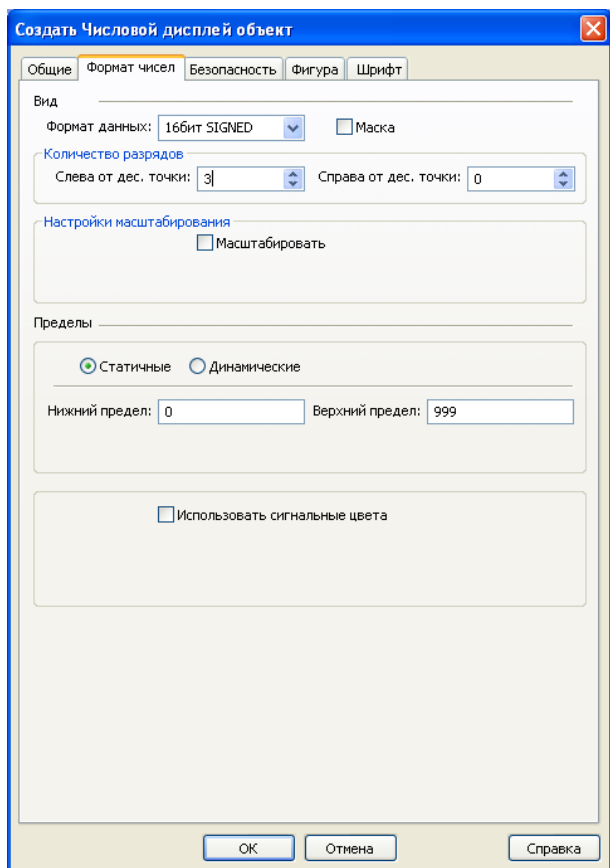 Создать Числовой дисплей объект
Общие Формат чисел Безопасность Фигура Шрифт
Вид
Формат данных: 16бит SIGNED Маска
Количество разрядов
Слева от дес. точки: 3 Справа от дес. точки: 0
Настройки масштабирования
Масштабировать
Пределы
Статичные Динамические
Нижний предел: 0 Верхний предел: 999
Использовать сигнальные цвета
OK Отмена Справка